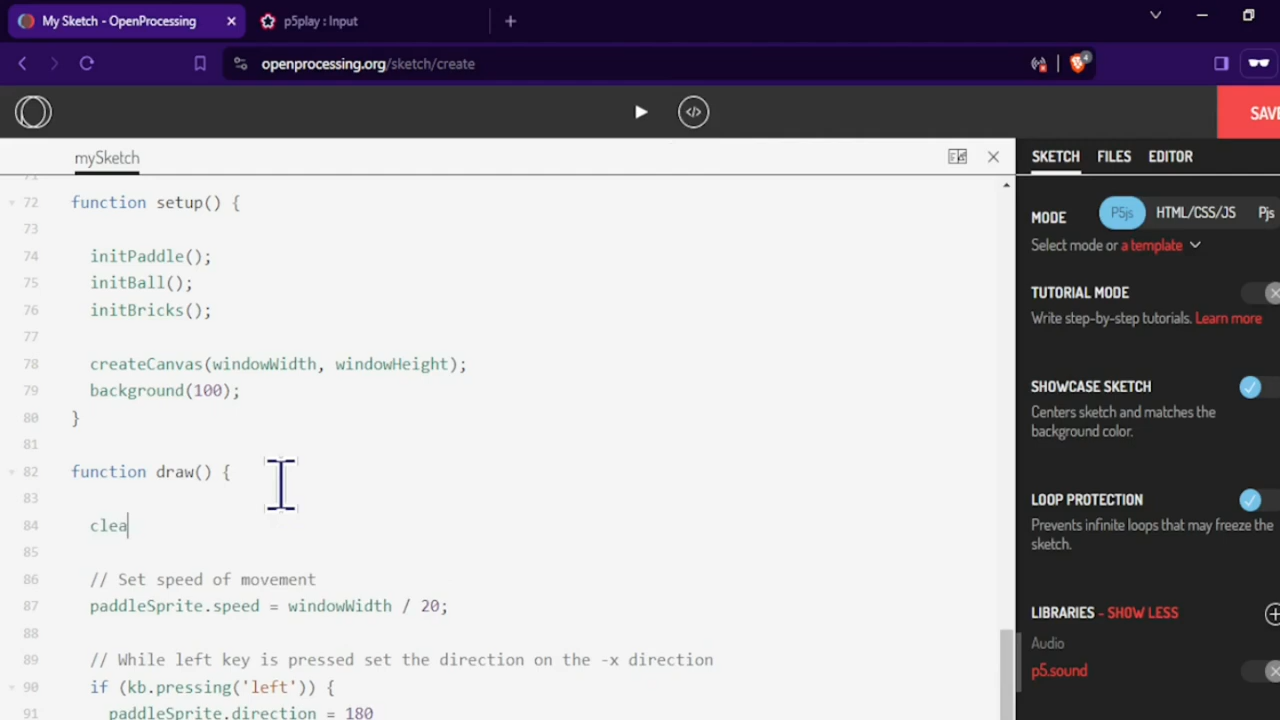 My Sketch - OpenProcessing
p5play : Input
openprocessing.org/sketch/create
4
</>
SAVE
mySketch
SKETCH FILES EDITOR
71
72 function setup() {
73
74 initPaddle();
75 initBall();
76 initBricks();
77
78 createCanvas(windowWidth, windowHeight);
79 background(100);
80 }
81
82 function draw() {
83
84 clea
85
86 // Set speed of movement
87 paddleSprite.speed = windowWidth / 20;
88
89 // While left key is pressed set the direction on the -x direction
90 if (kb.pressing('left')) {
91 paddleSprite.direction = 180
MODE P5js HTML/CSS/JS Pjs
Select mode or a template
TUTORIAL MODE
Write step-by-step tutorials. Learn more
SHOWCASE SKETCH
Centers sketch and matches the
background color.
LOOP PROTECTION
Prevents infinite loops that may freeze the
sketch.
LIBRARIES - SHOW LESS
Audio
p5.sound